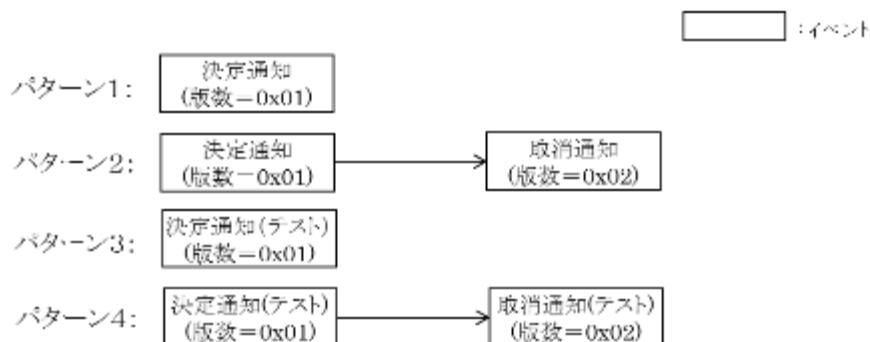 ：イベント
パターン1：
決定通知
(版数＝0x01)
パターン2：
決定通知
(版数＝0x01)
取消通知
(版数＝0x02)
パターン3：
決定通知(テスト)
(版数＝0x01)
パターン4：
決定通知(テスト)
(版数＝0x01)
取消通知(テスト)
(版数＝0x02)